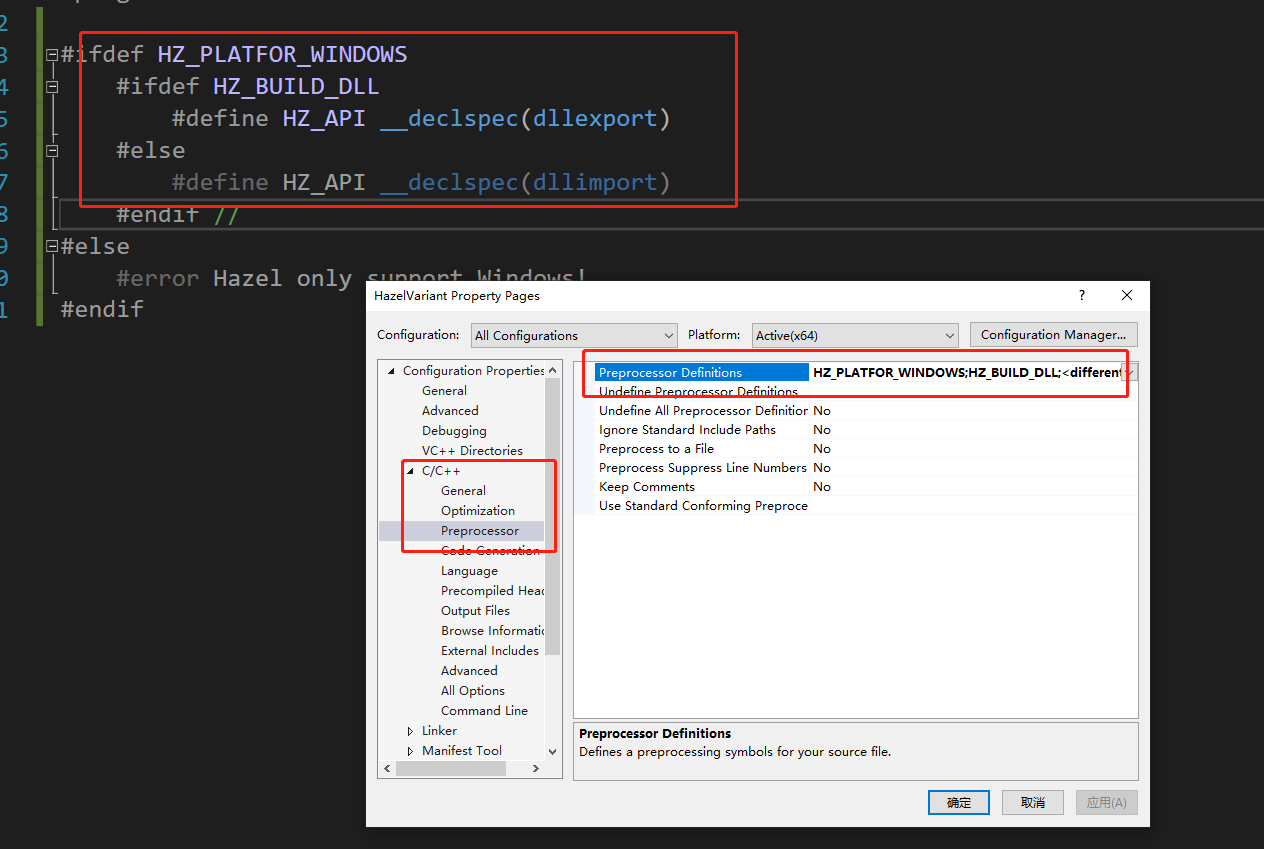 2
3 #ifdef HZ_PLATFOR_WINDOWS
4 #ifdef HZ_BUILD_DLL
5 #define HZ_API __declspec(dllexport)
6 #else
7 #define HZ_API __declspec(dllimport)
8 #endif //
9 #else
0 #error Hazel only support Windows!
1 #endif
HazelVariant Property Pages ?
Configuration: All Configurations Platform: Active(x64) Configuration Manager...
Configuration Properties
General
Advanced
Debugging
VC++ Directories
C/C++
General
Optimization
Preprocessor
Code Generation
Language
Precompiled Head
Output Files
Browse Informatic
External Includes
Advanced
All Options
Command Line
Linker
Manifest Tool
Preprocessor Definitions HZ_PLATFOR_WINDOWS;HZ_BUILD_DLL;<different
Undefine Preprocessor Definitions
Undefine All Preprocessor Definition No
Ignore Standard Include Paths No
Preprocess to a File No
Preprocess Suppress Line Numbers No
Keep Comments No
Use Standard Conforming Preproce
Preprocessor Definitions
Defines a preprocessing symbols for your source file.
确定 取消 应用(A)